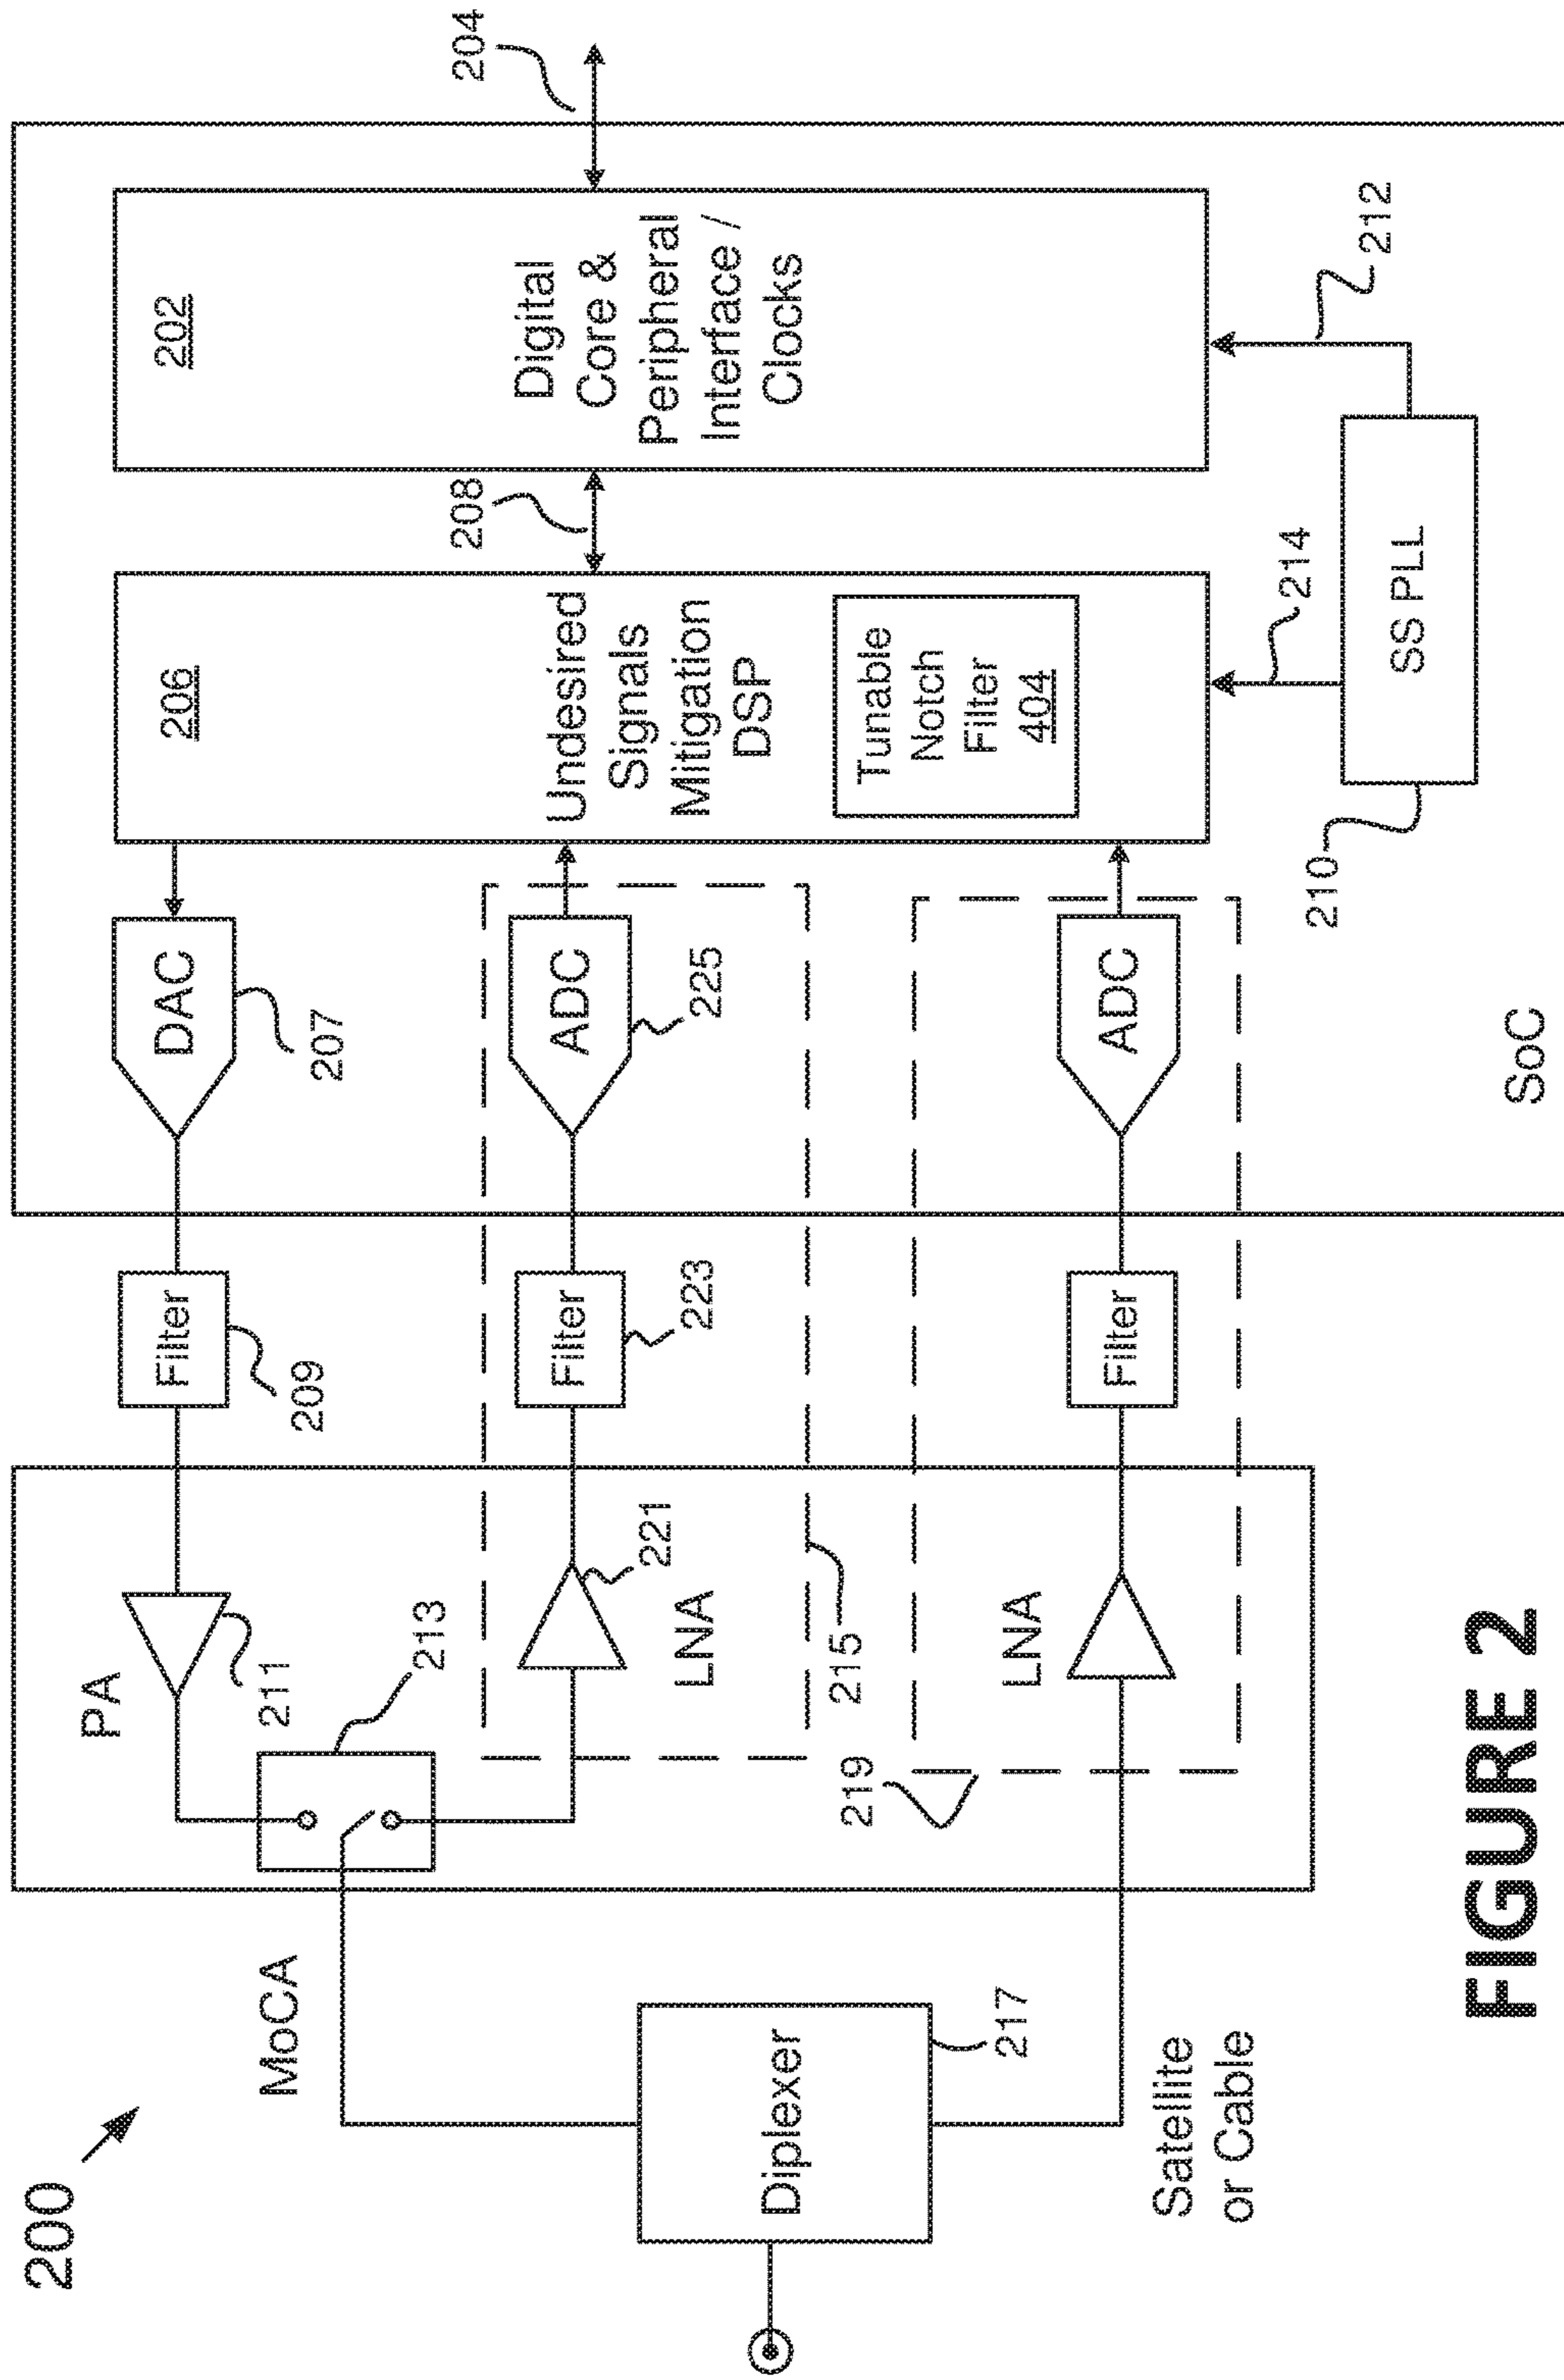 200
MoCA
Diplexer
217
Satellite
or Cable
PA
211
213
LNA
221
215
219
LNA
Filter
209
Filter
223
Filter
DAC
207
ADC
225
ADC
SoC
206
Undesired
Signals
Mitigation
DSP
Tunable
Notch
Filter
404
208
202
Digital
Core &
Peripheral
Interface /
Clocks
204
210
SS PLL
214
212
FIGURE 2